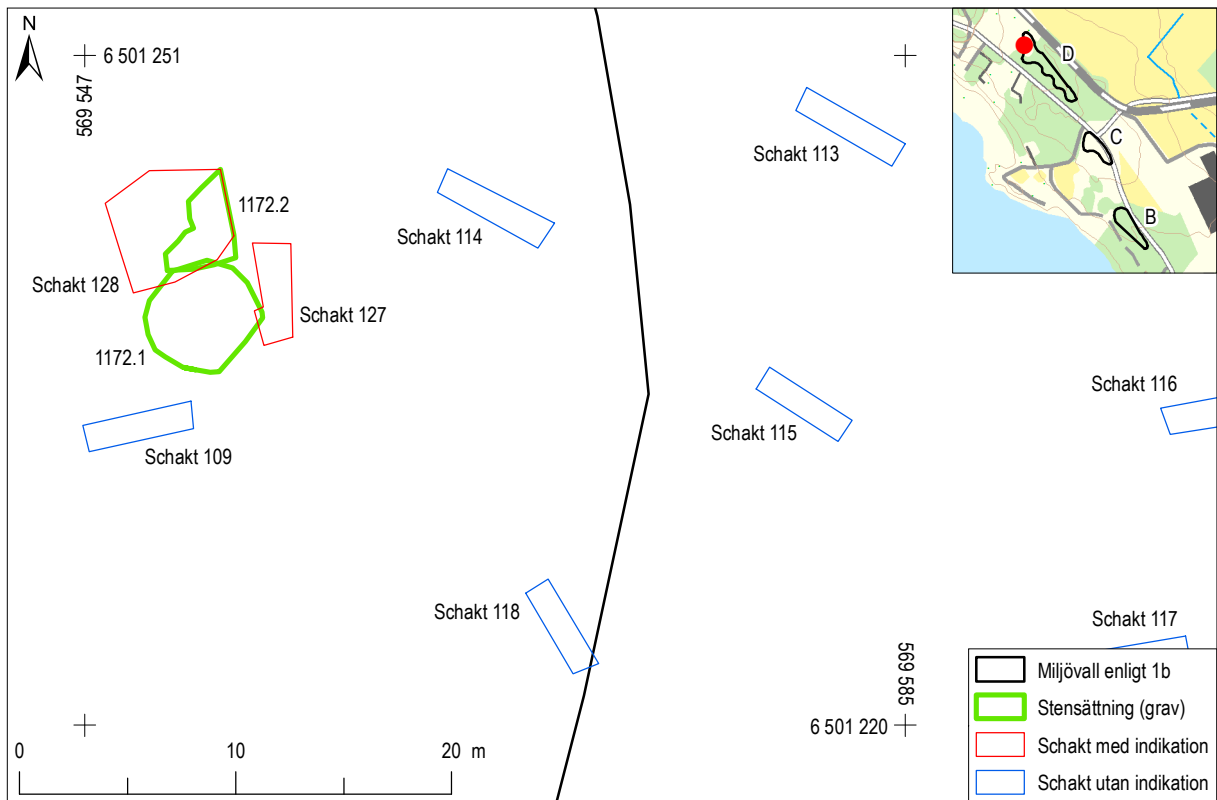 N
6 501 251
569 547
D
C
B
Schakt 113
1172.2
Schakt 114
Schakt 128
Schakt 127
1172.1
Schakt 116
Schakt 115
Schakt 109
Schakt 118
Schakt 117
569 585
6 501 220
0 10 20 m
Miljövall enligt 1b
Stensättning (grav)
Schakt med indikation
Schakt utan indikation